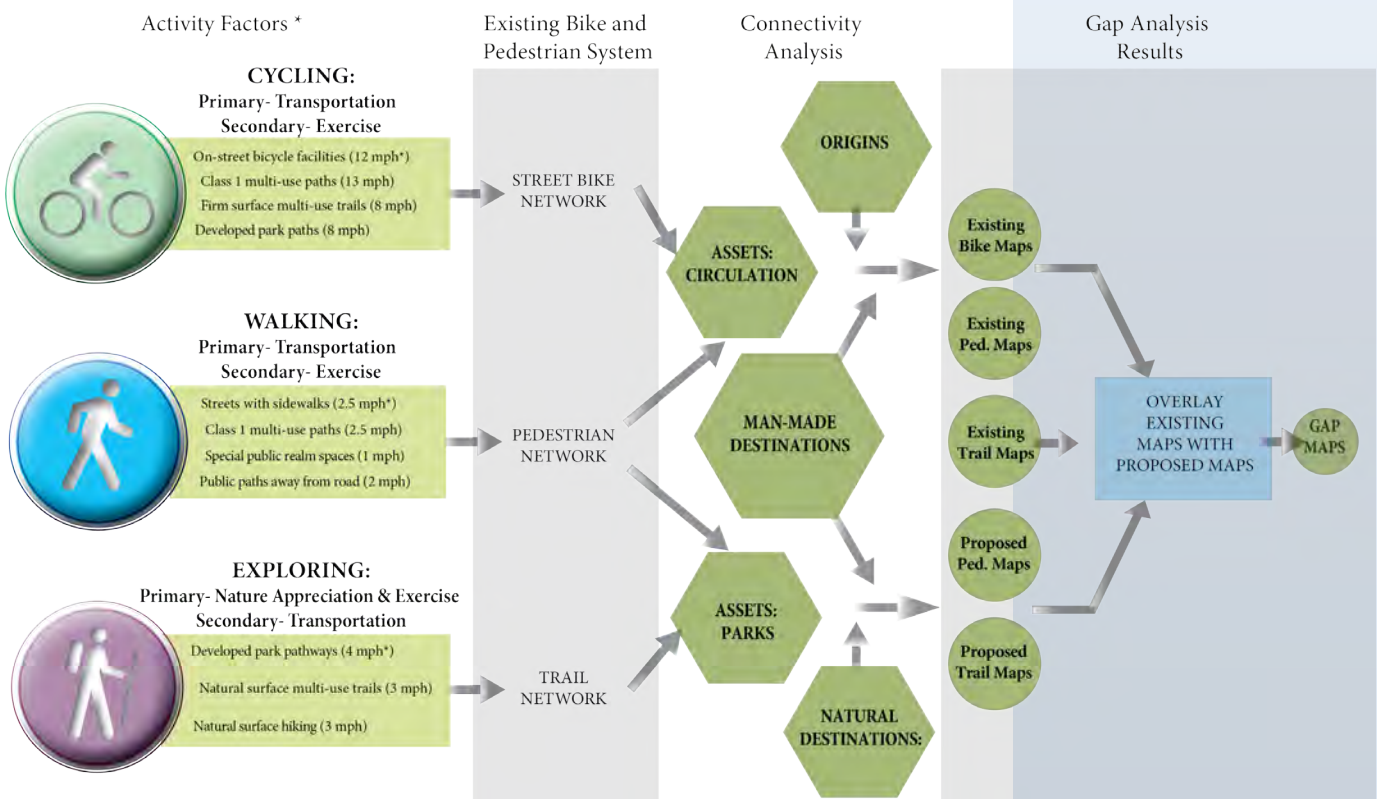 Activity Factors *
Existing Bike and
Pedestrian System
Connectivity
Analysis
Gap Analysis
Results
CYCLING:
Primary- Transportation
Secondary- Exercise
On-street bicycle facilities (12 mph*)
Class 1 multi-use paths (13 mph)
Firm surface multi-use trails (8 mph)
Developed park paths (8 mph)
WALKING:
Primary- Transportation
Secondary- Exercise
Streets with sidewalks (2.5 mph*)
Class 1 multi-use paths (2.5 mph)
Special public realm spaces (1 mph)
Public paths away from road (2 mph)
EXPLORING:
Primary- Nature Appreciation & Exercise
Secondary- Transportation
Developed park pathways (4 mph*)
Natural surface multi-use trails (3 mph)
Natural surface hiking (3 mph)
STREET BIKE
NETWORK
PEDESTRIAN
NETWORK
TRAIL
NETWORK
ORIGINS
ASSETS:
CIRCULATION
MAN-MADE
DESTINATIONS
ASSETS:
PARKS
NATURAL
DESTINATIONS:
Existing
Bike Maps
Existing
Ped. Maps
Existing
Trail Maps
Proposed
Ped. Maps
Proposed
Trail Maps
OVERLAY
EXISTING
MAPS WITH
PROPOSED MAPS
GAP
MAPS